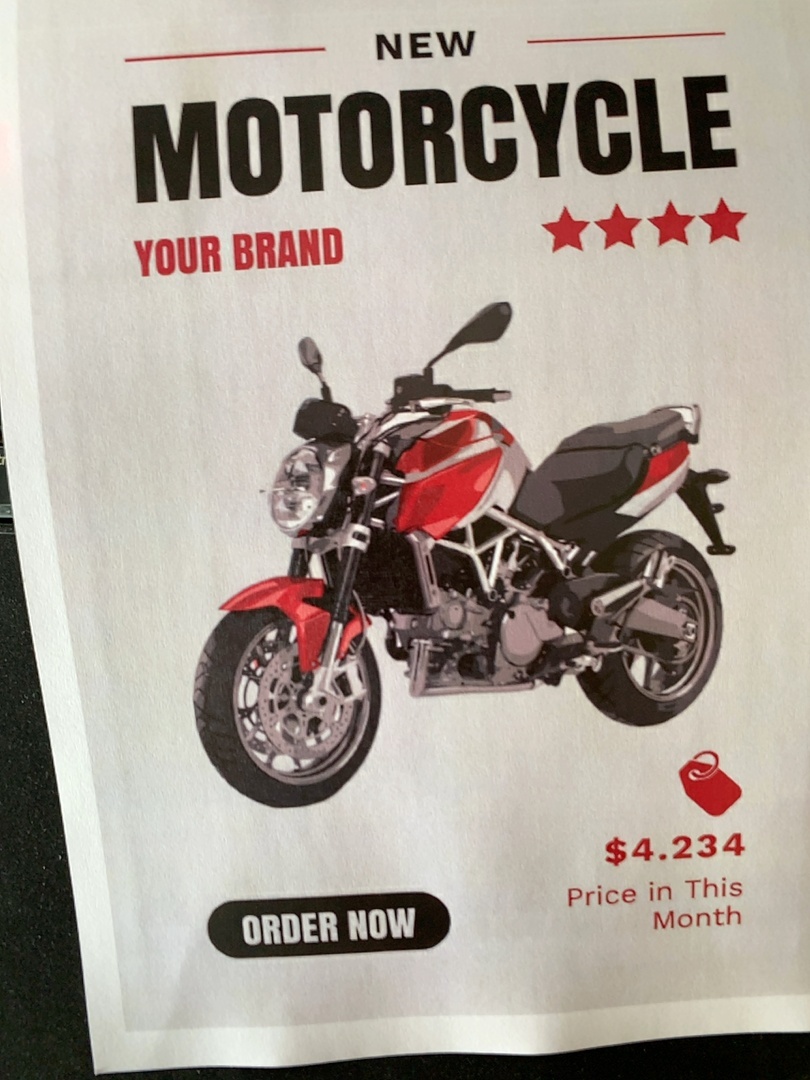 NEW
MOTORCYCLE
YOUR BRAND
$4.234
Price in This
Month
ORDER NOW